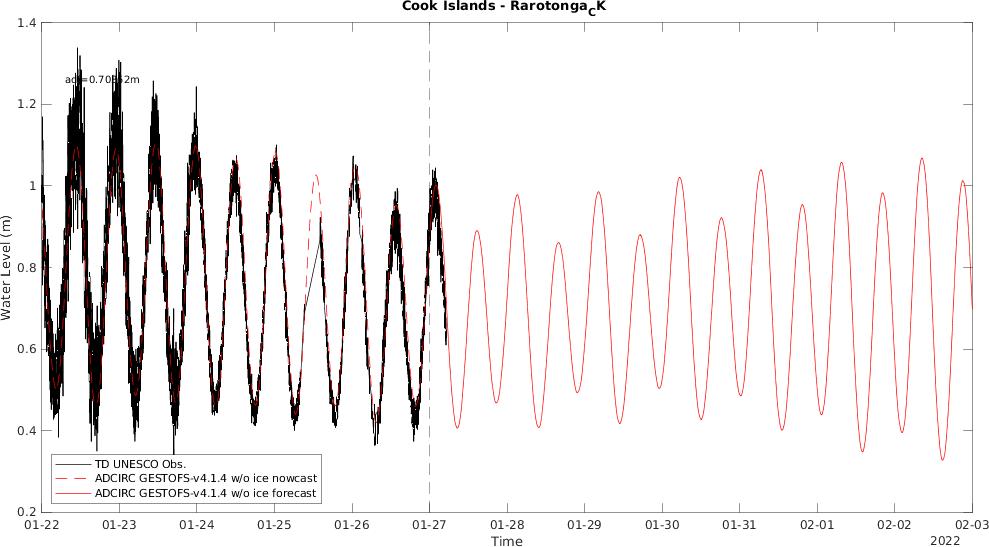 Cook Islands - Rarotonga_CK
1.4
1.2
1
0.8
0.6
0.4
0.2
Water Level (m)
TD UNESCO Obs.
ADCIRC GESTOFS-v4.1.4 w/o ice nowcast
ADCIRC GESTOFS-v4.1.4 w/o ice forecast
01-22 01-23 01-24 01-25 01-26 01-27 01-28 01-29 01-30 01-31 02-01 02-02 02-03
Time
2022